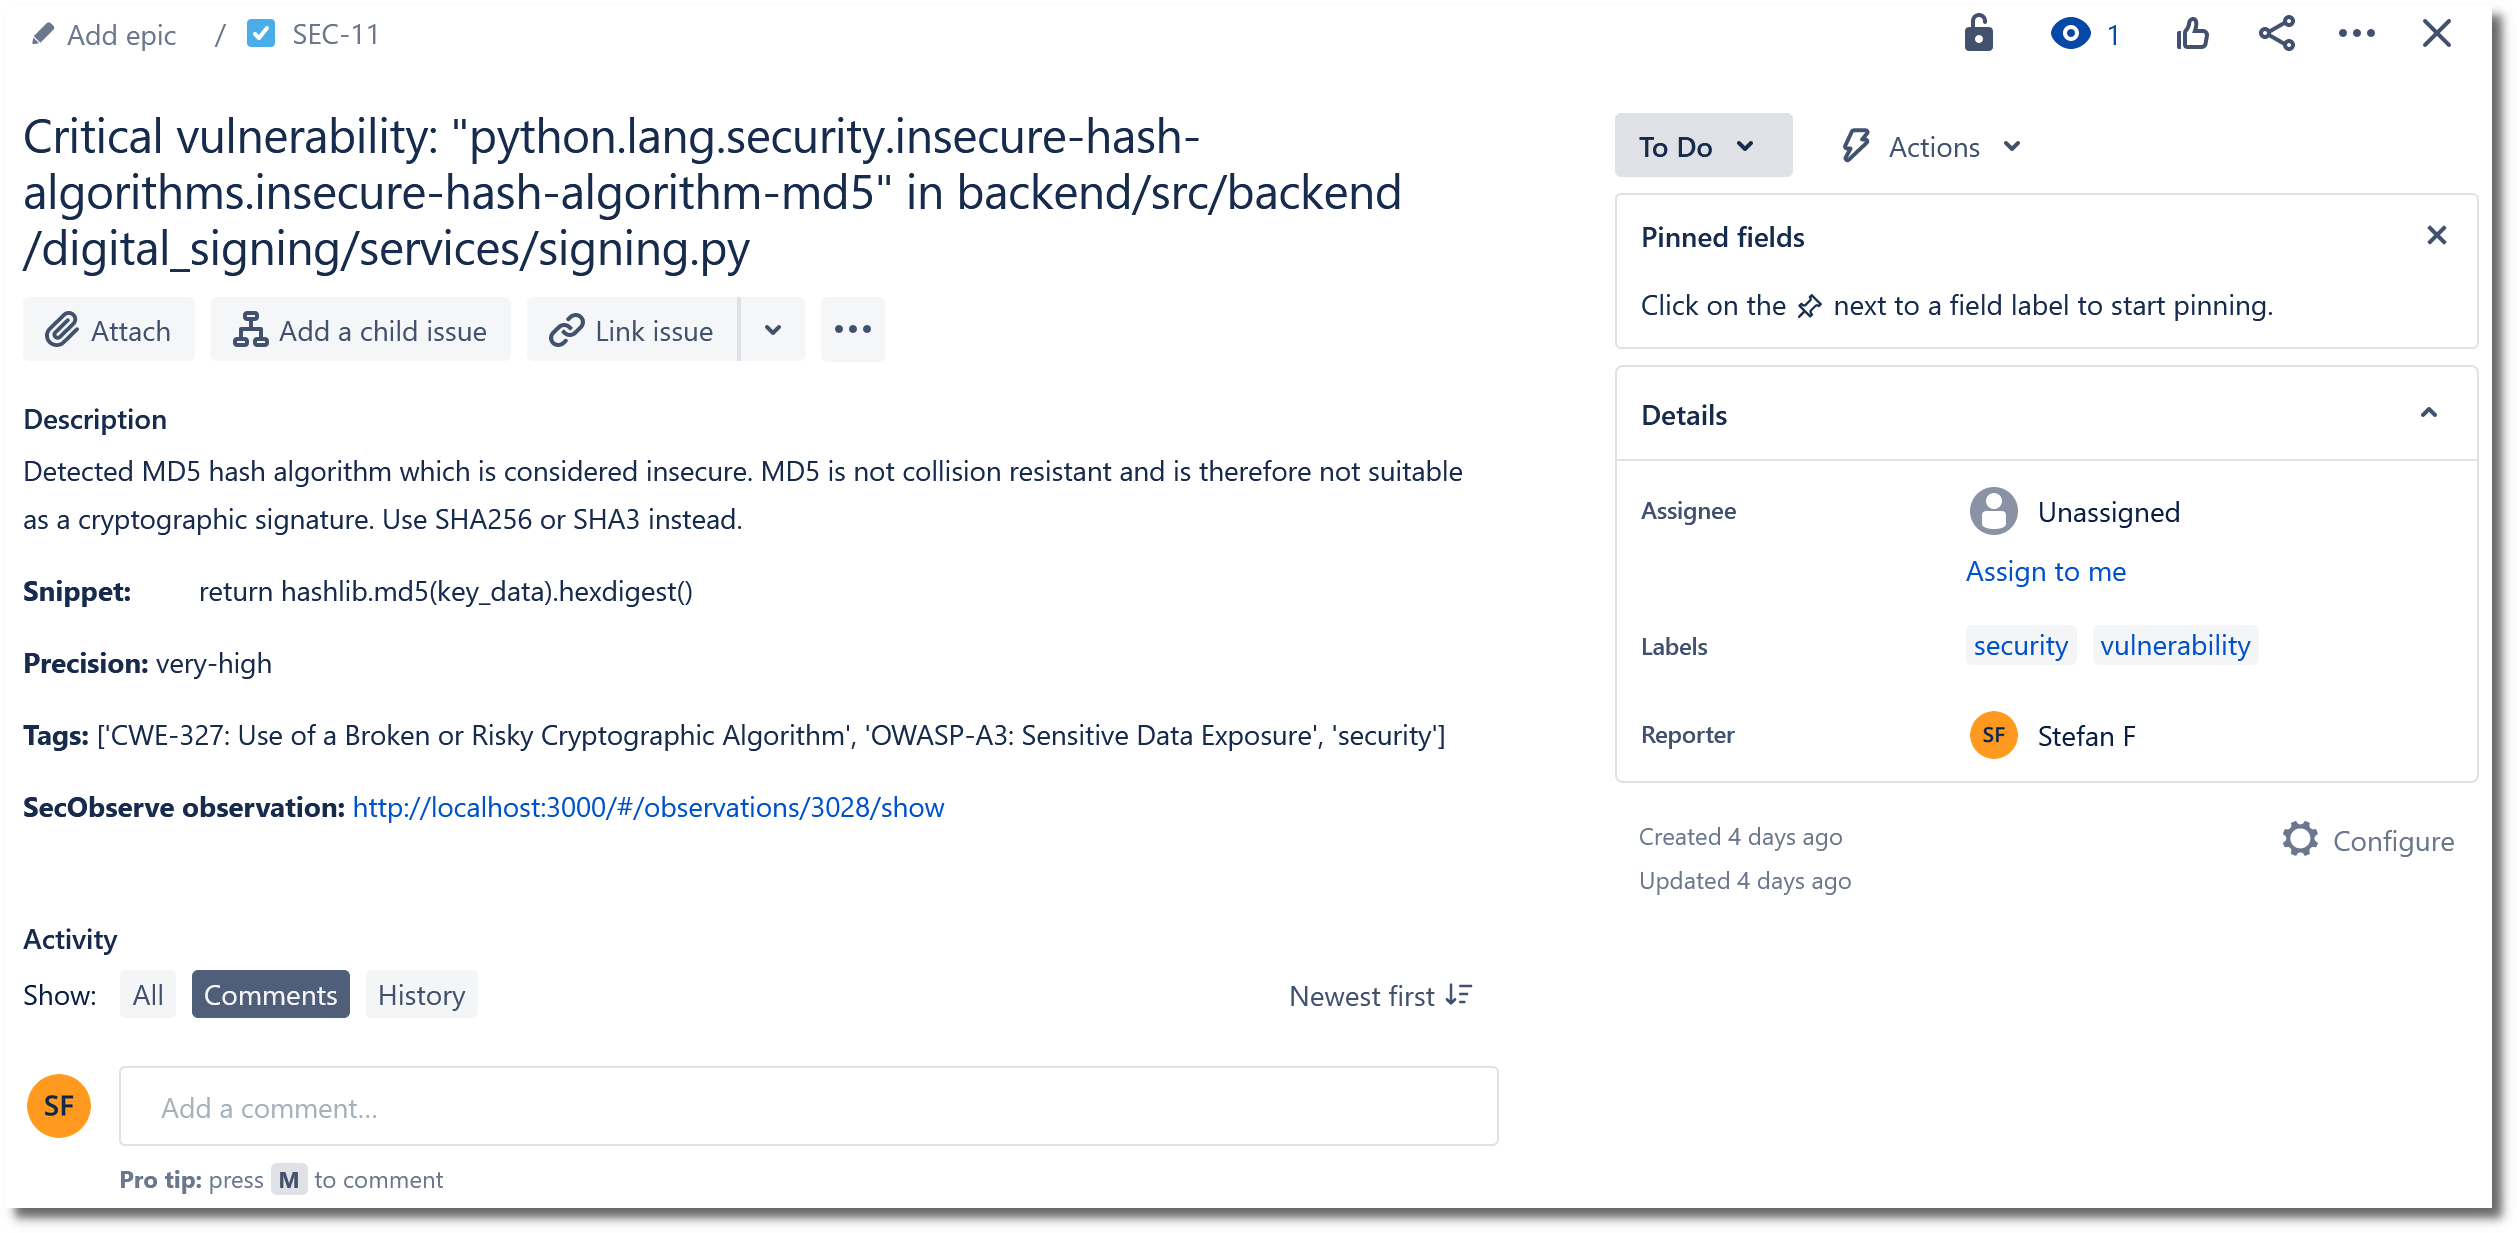 Add epic / SEC-11
1
Critical vulnerability: "python.lang.security.insecure-hash-
algorithms.insecure-hash-algorithm-md5" in backend/src/backend
/digital_signing/services/signing.py
Attach
Add a child issue
Link issue
Description
Detected MD5 hash algorithm which is considered insecure. MD5 is not collision resistant and is therefore not suitable
as a cryptographic signature. Use SHA256 or SHA3 instead.
Snippet: return hashlib.md5(key_data).hexdigest()
Precision: very-high
Tags: ['CWE-327: Use of a Broken or Risky Cryptographic Algorithm', 'OWASP-A3: Sensitive Data Exposure', 'security']
SecObserve observation: http://localhost:3000/#/observations/3028/show
Activity
Show: All Comments History
Newest first
SF
Add a comment...
Pro tip: press M to comment
To Do
Actions
Pinned fields
Click on the next to a field label to start pinning.
Details
Assignee
Unassigned
Assign to me
Labels
security vulnerability
Reporter
SF Stefan F
Created 4 days ago
Updated 4 days ago
Configure